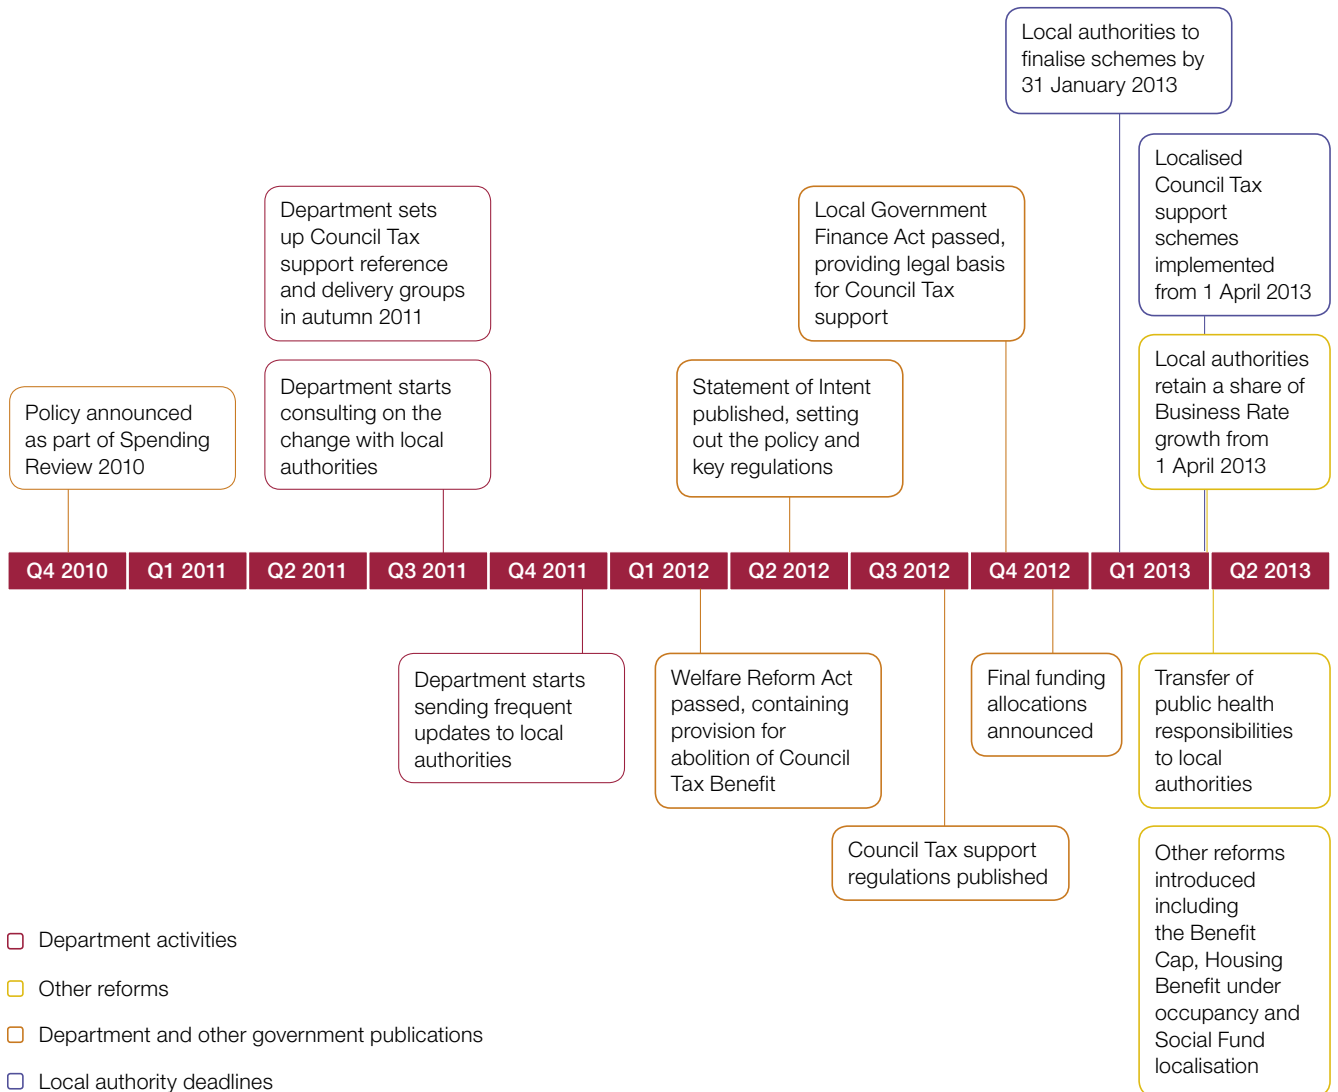 Local authorities to
finalise schemes by
31 January 2013
Localised
Council Tax
support
schemes
implemented
from 1 April 2013
Department sets
up Council Tax
support reference
and delivery groups
in autumn 2011
Local Government
Finance Act passed,
providing legal basis
for Council Tax
support
Local authorities
retain a share of
Business Rate
growth from
1 April 2013
Policy announced
as part of Spending
Review 2010
Department starts
consulting on the
change with local
authorities
Statement of Intent
published, setting
out the policy and
key regulations
Q4 2010 Q1 2011 Q2 2011 Q3 2011 Q4 2011 Q1 2012 Q2 2012 Q3 2012 Q4 2012 Q1 2013 Q2 2013
Department starts
sending frequent
updates to local
authorities
Welfare Reform Act
passed, containing
provision for
abolition of Council
Tax Benefit
Final funding
allocations
announced
Transfer of
public health
responsibilities
to local
authorities
Council Tax support
regulations published
Other reforms
introduced
including
the Benefit
Cap, Housing
Benefit under
occupancy and
Social Fund
localisation
Department activities
Other reforms
Department and other government publications
Local authority deadlines